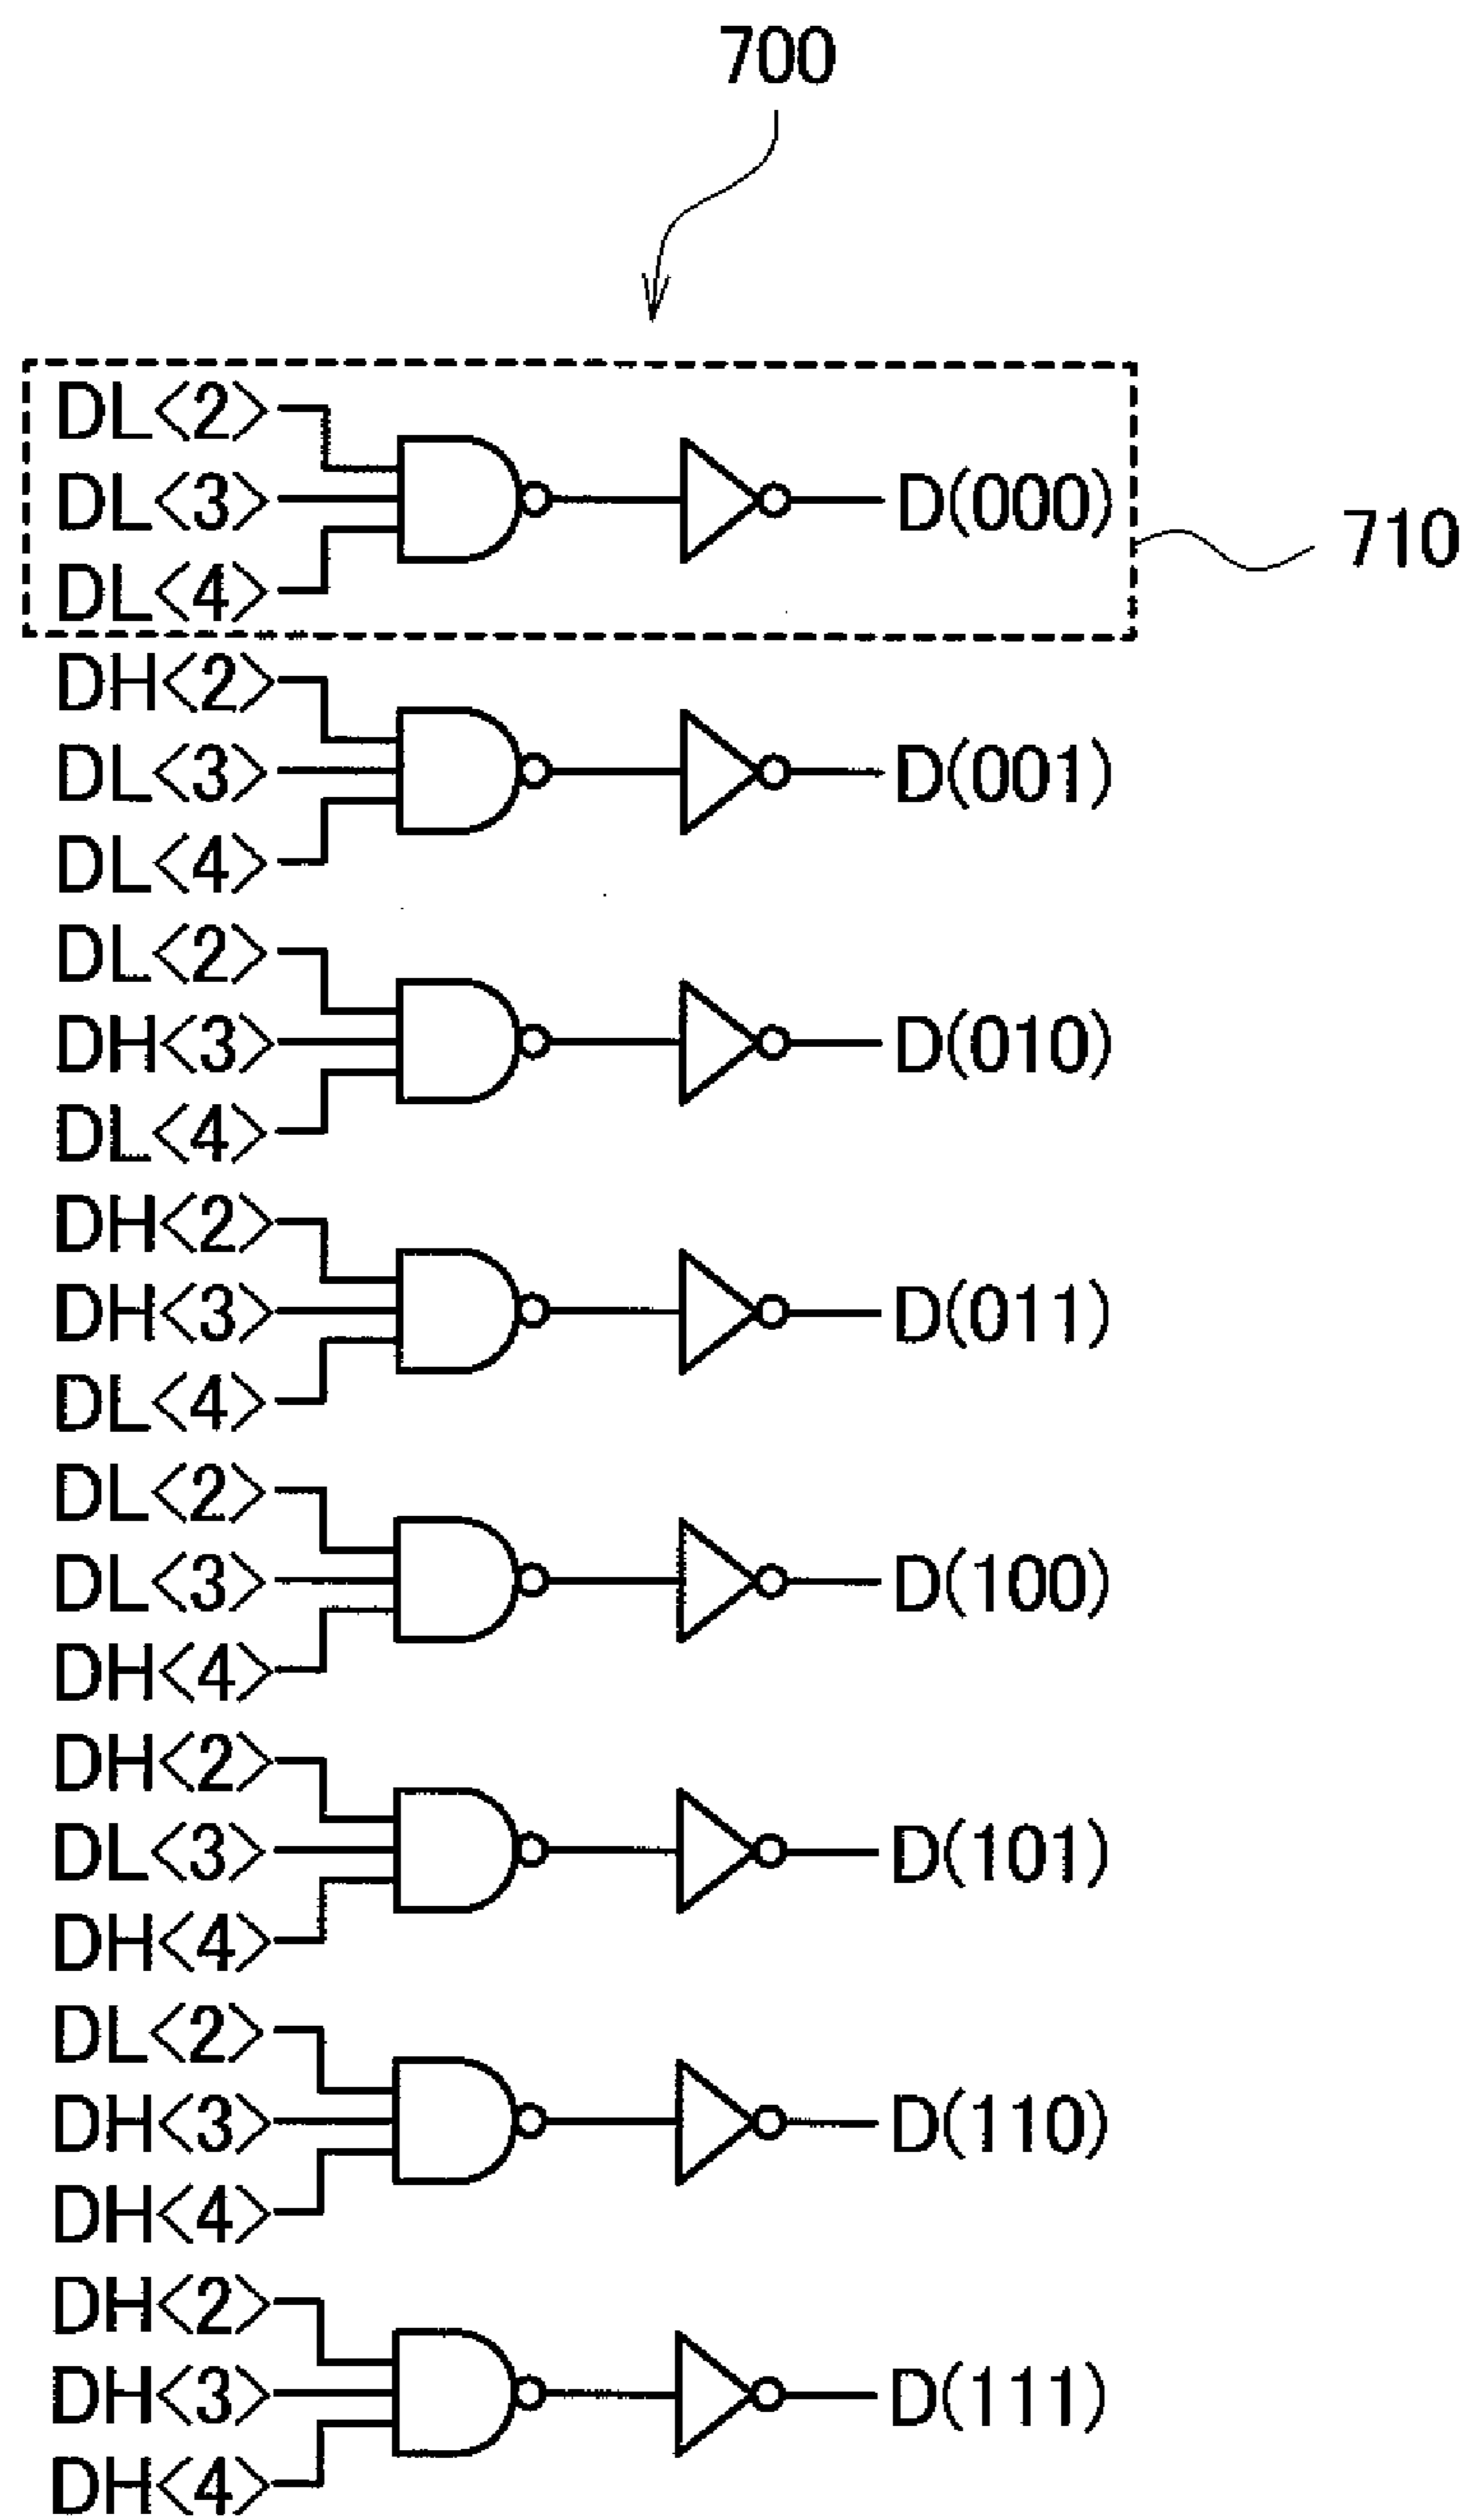 700
DL<2>
DL<3>
D(000)
710
DL<4>
DH<2>
DL<3>
D(001)
DL<4>
DL<2>
DH<3>
D(010)
DL<4>
DH<2>
DH<3>
D(011)
DL<4>
DL<2>
DL<3>
D(100)
DH<4>
DH<2>
DL<3>
D(101)
DH<4>
DL<2>
DH<3>
D(110)
DH<4>
DH<2>
DH<3>
D(111)
DH<4>